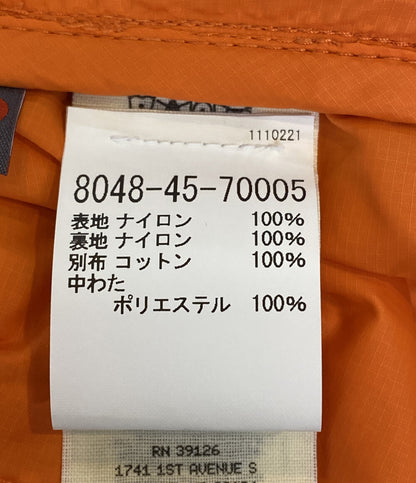 1110221
8048-45-70005
表地 ナイロン 100%
裏地 ナイロン 100%
別布 コットン 100%
中わた
ポリエステル 100%
RN 39126
1741 1ST AVENUE S